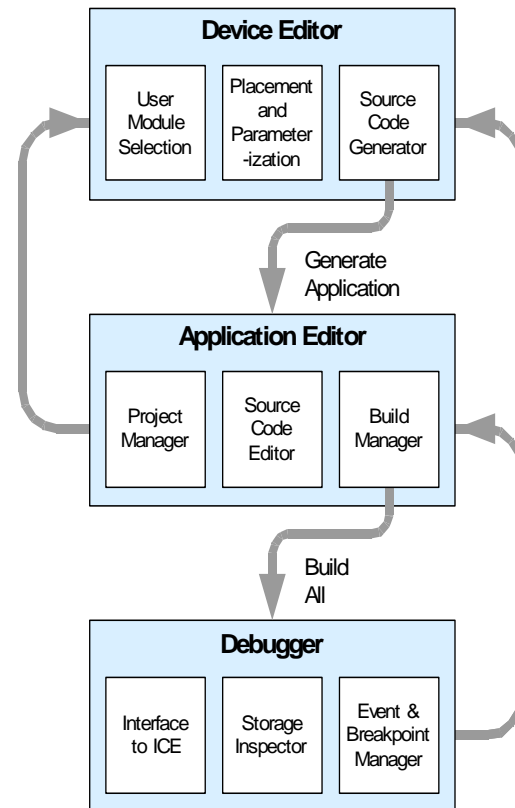 Device Editor
User
Module
Selection
Placement
and
Parameter
-ization
Source
Code
Generator
Generate
Application
Application Editor
Project
Manager
Source
Code
Editor
Build
Manager
Build
All
Debugger
Interface
to ICE
Storage
Inspector
Event &
Breakpoint
Manager